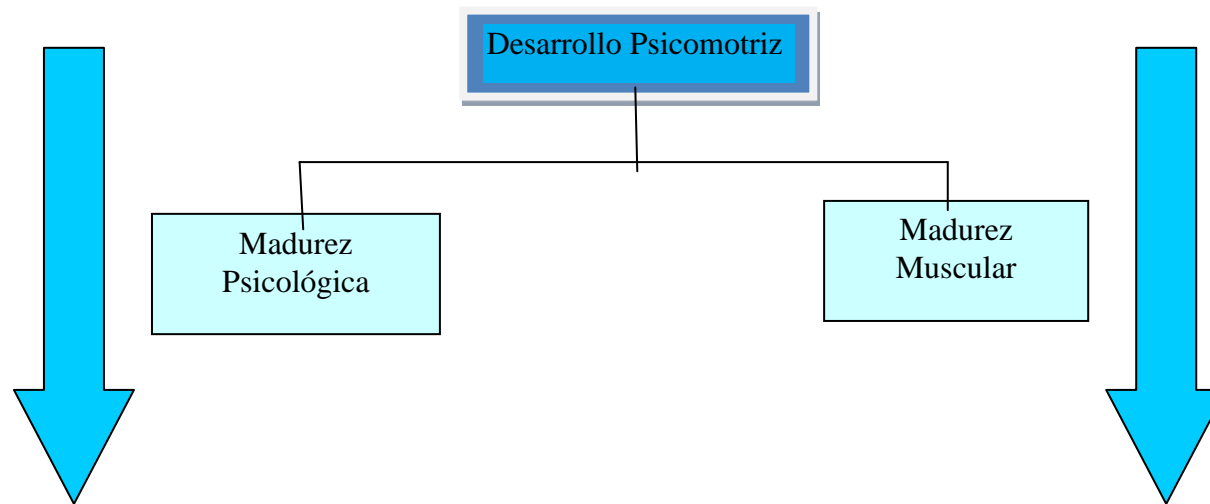 Desarrollo Psicomotriz
Madurez
Psicológica
Madurez
Muscular